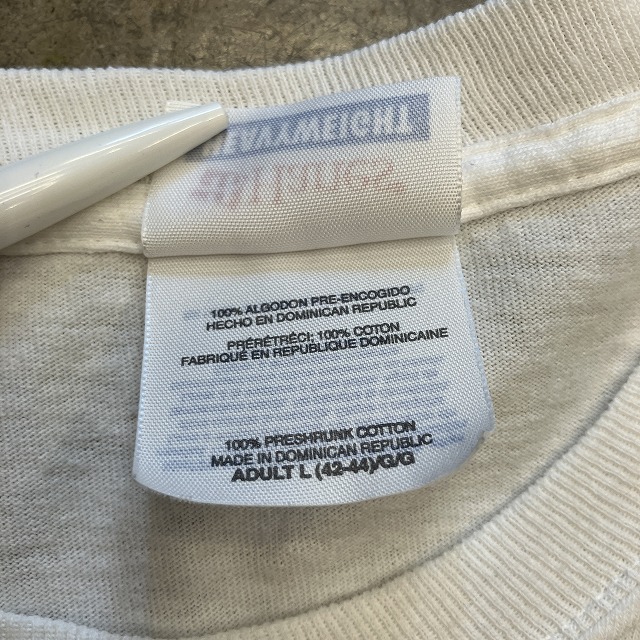 100% ALGODON PRE-ENCOGIDO
HECHO EN DOMINICAN REPUBLIC
PRÉRÉTRÉCI; 100% COTON
FABRIQUÉ EN REPUBLIQUE DOMINICAINE
100% PRESHRUNK COTTON
MADE IN DOMINICAN REPUBLIC
ADULT L (42-44)/G/G